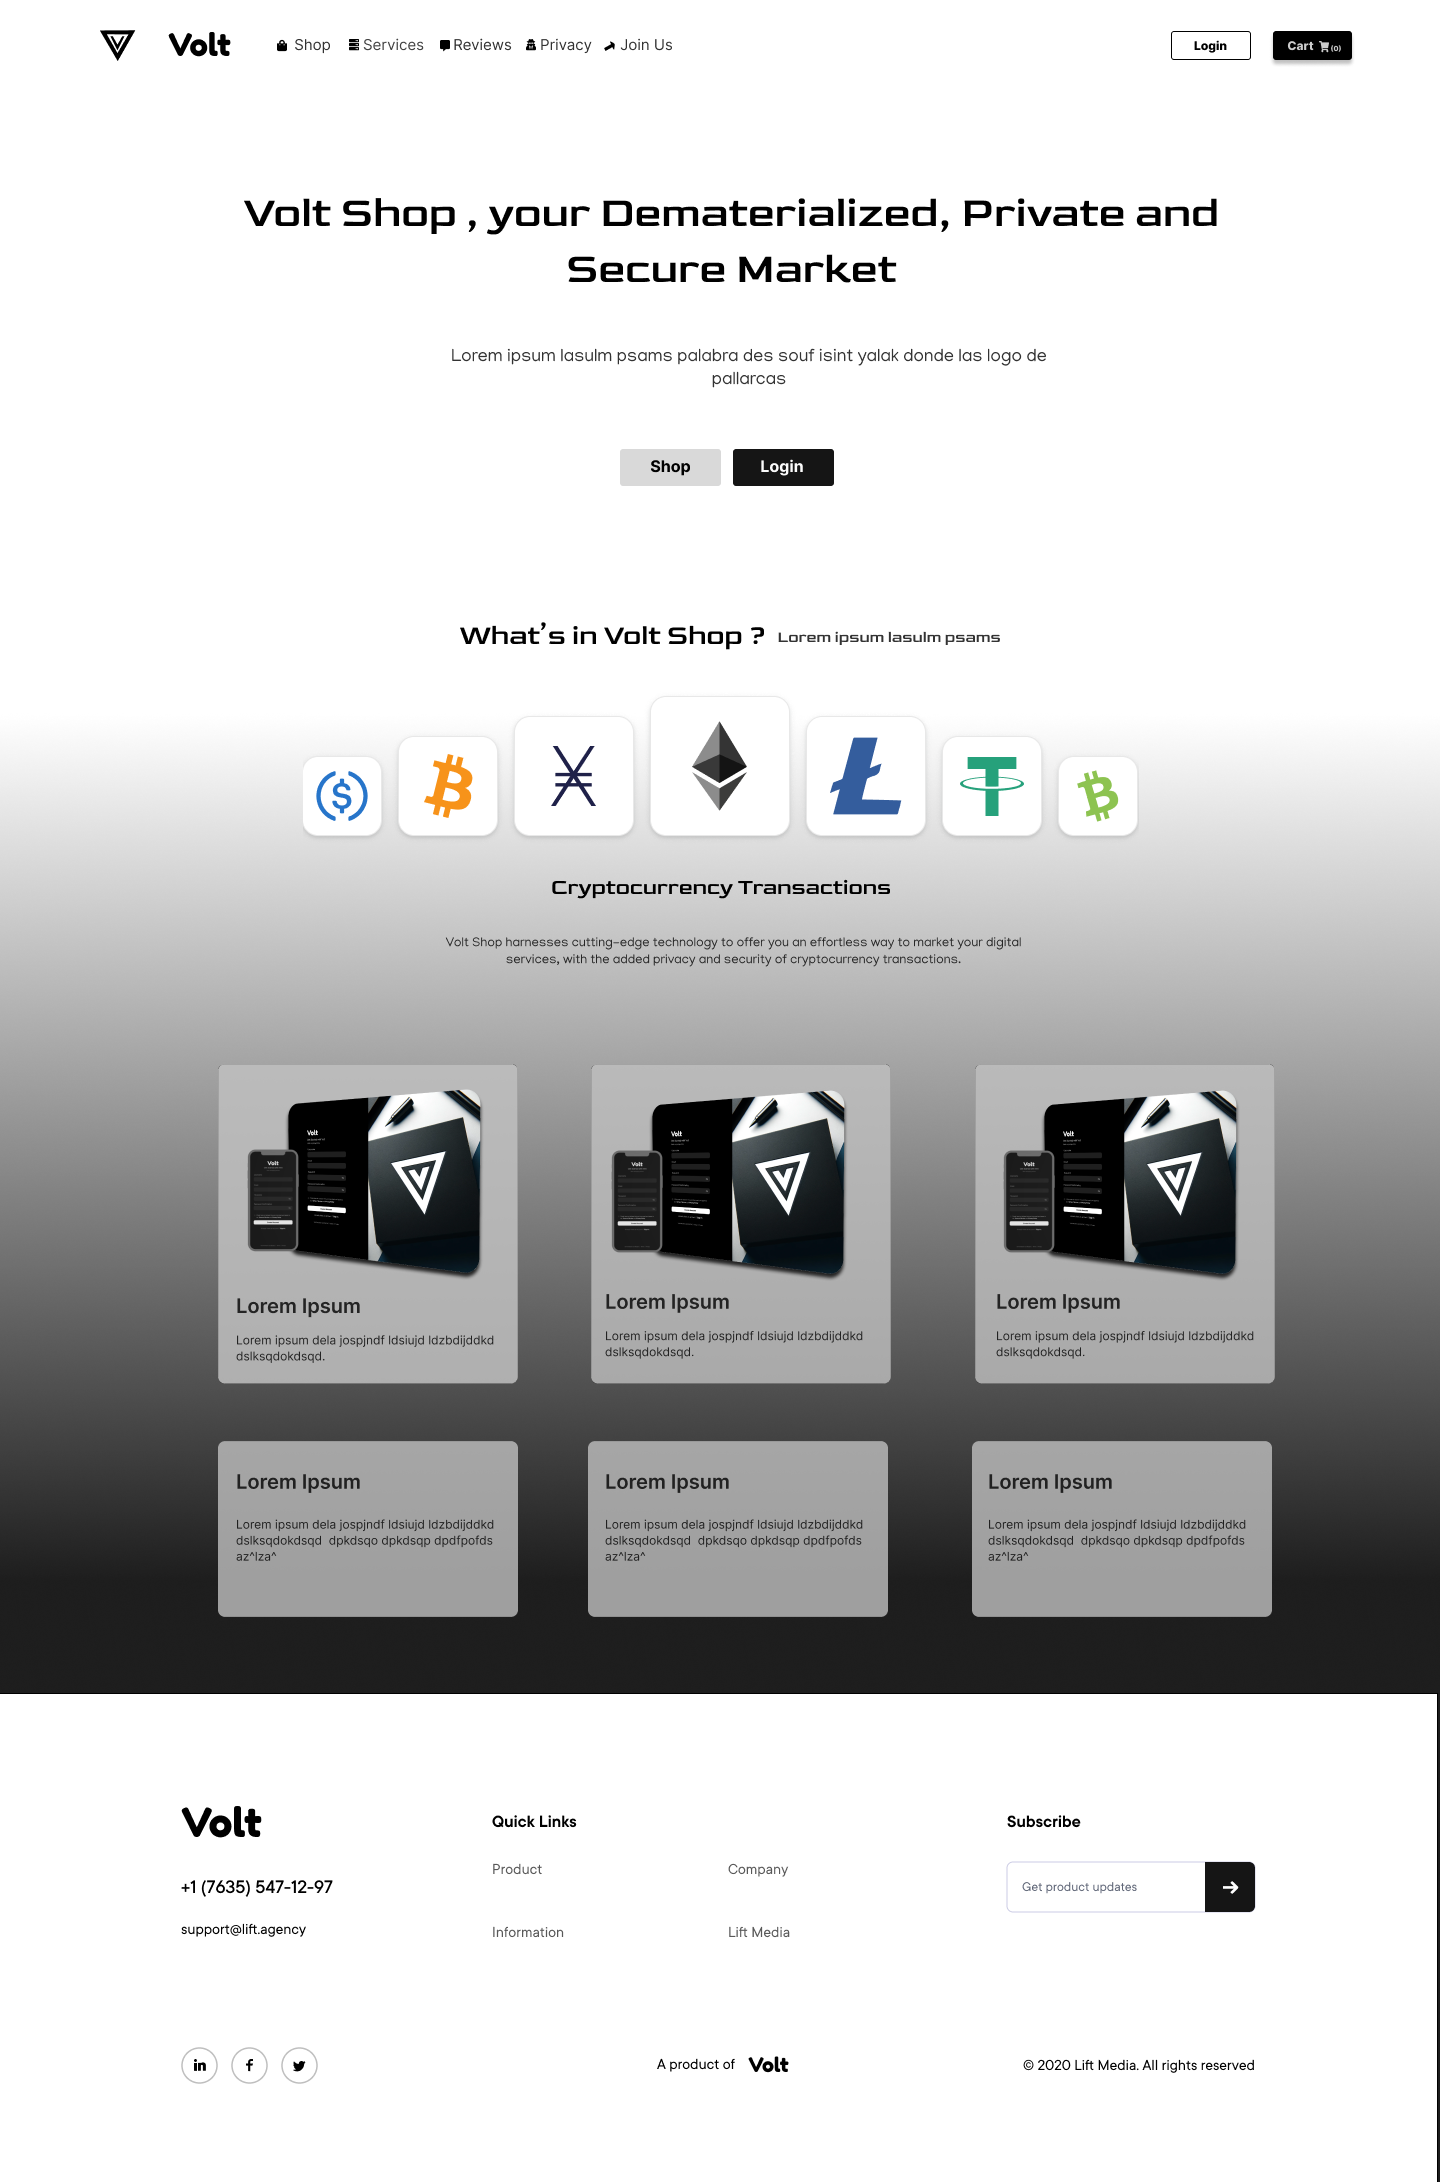 Volt
Shop
Services
Reviews
Privacy
Join Us
Login
Cart (0)
Volt Shop , your Dematerialized, Private and
Secure Market
Lorem ipsum lasulm psams palabra des souf isint yalak donde las logo de
pallarcas
Shop
Login
What's in Volt Shop ? Lorem ipsum lasulm psams
Cryptocurrency Transactions
Volt Shop harnesses cutting-edge technology to offer you an effortless way to market your digital
services, with the added privacy and security of cryptocurrency transactions.
Volt
Volt
Lorem Ipsum
Lorem ipsum dela jospjndf ldsiujd ldzbdijddkd
dslksqdokdsqd.
Volt
Volt
Lorem Ipsum
Lorem ipsum dela jospjndf ldsiujd ldzbdijddkd
dslksqdokdsqd.
Volt
Volt
Lorem Ipsum
Lorem ipsum dela jospjndf ldsiujd ldzbdijddkd
dslksqdokdsqd.
Lorem Ipsum
Lorem ipsum dela jospjndf ldsiujd ldzbdijddkd
dslksqdokdsqd dpkdsqo dpkdsqp dpdfpofds
az^lza^
Lorem Ipsum
Lorem ipsum dela jospjndf ldsiujd ldzbdijddkd
dslksqdokdsqd dpkdsqo dpkdsqp dpdfpofds
az^lza^
Lorem Ipsum
Lorem ipsum dela jospjndf ldsiujd ldzbdijddkd
dslksqdokdsqd dpkdsqo dpkdsqp dpdfpofds
az^lza^
Volt
+1 (7635) 547-12-97
support@lift.agency
Quick Links
Product
Company
Information
Lift Media
Subscribe
Get product updates
A product of Volt
© 2020 Lift Media. All rights reserved